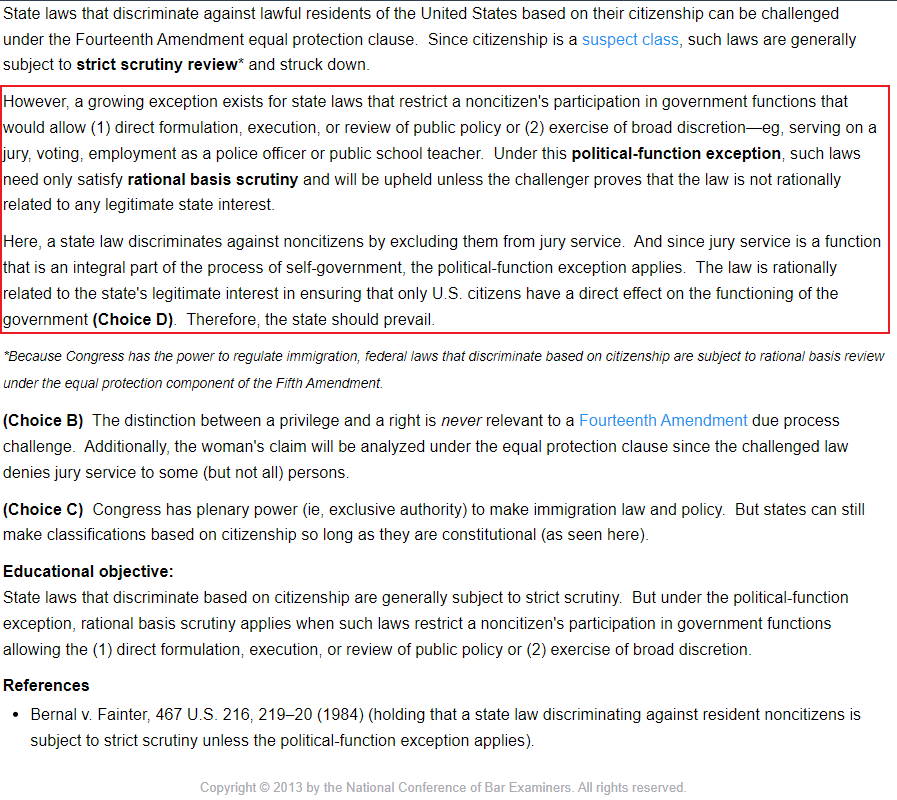 State laws that discriminate against lawful residents of the United States based on their citizenship can be challenged
under the Fourteenth Amendment equal protection clause.  Since citizenship is a suspect class, such laws are generally
subject to strict scrutiny review* and struck down.
However, a growing exception exists for state laws that restrict a noncitizen's participation in government functions that
would allow (1) direct formulation, execution, or review of public policy or (2) exercise of broad discretion—eg, serving on a
jury, voting, employment as a police officer or public school teacher.  Under this political-function exception, such laws
need only satisfy rational basis scrutiny and will be upheld unless the challenger proves that the law is not rationally
related to any legitimate state interest.
Here, a state law discriminates against noncitizens by excluding them from jury service.  And since jury service is a function
that is an integral part of the process of self-government, the political-function exception applies.  The law is rationally
related to the state's legitimate interest in ensuring that only U.S. citizens have a direct effect on the functioning of the
government (Choice D).  Therefore, the state should prevail.
*Because Congress has the power to regulate immigration, federal laws that discriminate based on citizenship are subject to rational basis review
under the equal protection component of the Fifth Amendment.
(Choice B)  The distinction between a privilege and a right is never relevant to a Fourteenth Amendment due process
challenge.  Additionally, the woman's claim will be analyzed under the equal protection clause since the challenged law
denies jury service to some (but not all) persons.
(Choice C)  Congress has plenary power (ie, exclusive authority) to make immigration law and policy.  But states can still
make classifications based on citizenship so long as they are constitutional (as seen here).
Educational objective:
State laws that discriminate based on citizenship are generally subject to strict scrutiny.  But under the political-function
exception, rational basis scrutiny applies when such laws restrict a noncitizen's participation in government functions
allowing the (1) direct formulation, execution, or review of public policy or (2) exercise of broad discretion.
References
• Bernal v. Fainter, 467 U.S. 216, 219–20 (1984) (holding that a state law discriminating against resident noncitizens is
subject to strict scrutiny unless the political-function exception applies).
Copyright © 2013 by the National Conference of Bar Examiners. All rights reserved.